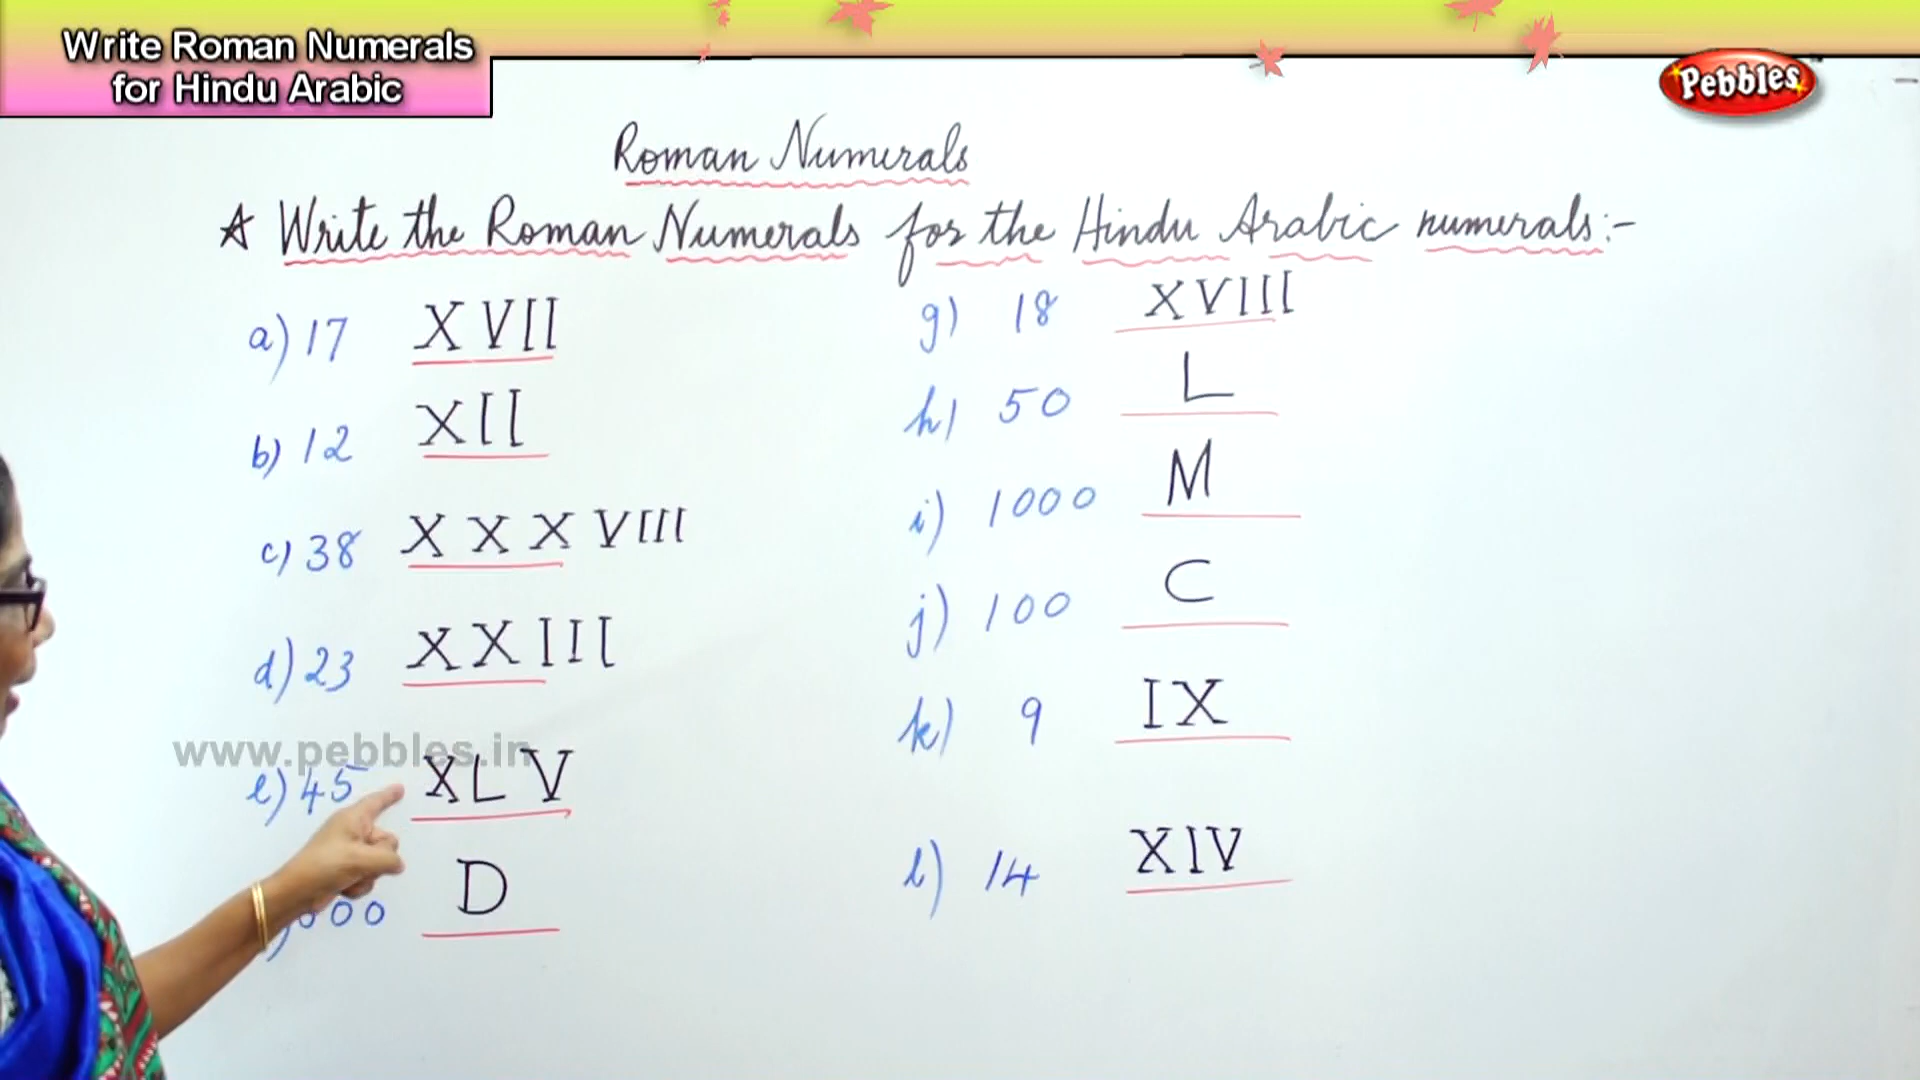 Write Roman Numerals
for Hindu Arabic
Pebbles
Roman Numerals
☆ Write the Roman Numerals for the Hindu Arabic numerals:-
a) 17 XVII
b) 12 XII
c) 38 XXXVIII
d) 23 XXIII
www.pebbles.in
e) 45 XLV
00 D
g) 18 XVIII
h) 50 L
i) 1000 M
j) 100 C
k) 9 IX
l) 14 XIV